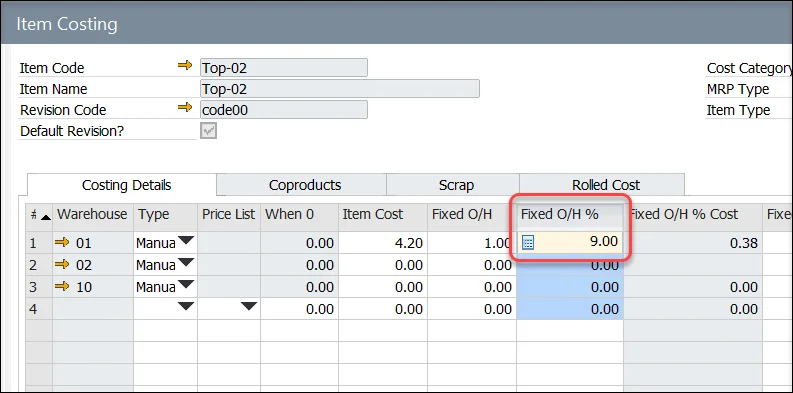 Item Costing
Item Code Top-02 Cost Category
Item Name Top-02 MRP Type
Revision Code code00 Item Type
Default Revision?
Costing Details Coproducts Scrap Rolled Cost
# Warehouse Type Price List When 0 Item Cost Fixed O/H Fixed O/H % Fixed O/H % Cost Fixe
1 01 Manua 0.00 4.20 1.00 9.00 0.38
2 02 Manua 0.00 0.00 0.00 0.00
3 10 Manua 0.00 0.00 0.00 0.00 0.00
4 0.00 0.00 0.00 0.00 0.00